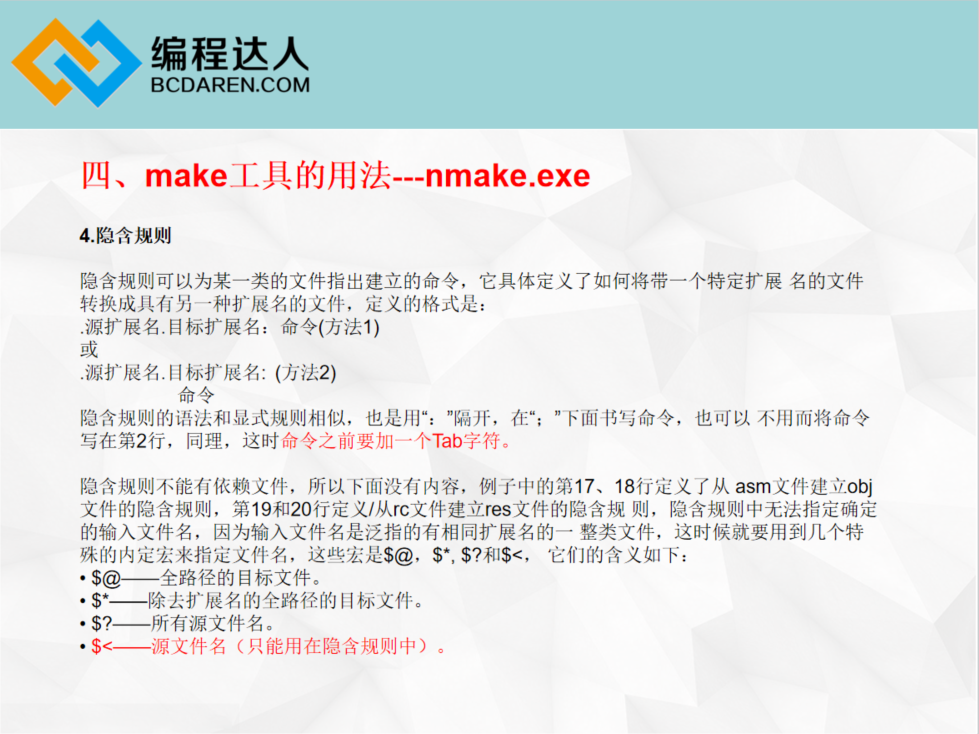 编程达人
BCDAREN.COM
四、make工具的用法---nmake.exe
4.隐含规则
隐含规则可以为某一类的文件指出建立的命令，它具体定义了如何将带一个特定扩展 名的文件
转换成具有另一种扩展名的文件，定义的格式是：
.源扩展名.目标扩展名：命令(方法1)
或
.源扩展名.目标扩展名: (方法2)
命令
隐含规则的语法和显式规则相似，也是用“：”隔开，在“；”下面书写命令，也可以 不用而将命令
写在第2行，同理，这时命令之前要加一个Tab字符。
隐含规则不能有依赖文件，所以下面没有内容，例子中的第17、18行定义了从 asm文件建立obj
文件的隐含规则，第19和20行定义/从rc文件建立res文件的隐含规 则，隐含规则中无法指定确定
的输入文件名，因为输入文件名是泛指的有相同扩展名的一 整类文件，这时候就要用到几个特
殊的内定宏来指定文件名，这些宏是$@，$*, $?和$<， 它们的含义如下：
• $@——全路径的目标文件。
• $*——除去扩展名的全路径的目标文件。
• $?——所有源文件名。
• $<——源文件名（只能用在隐含规则中）。